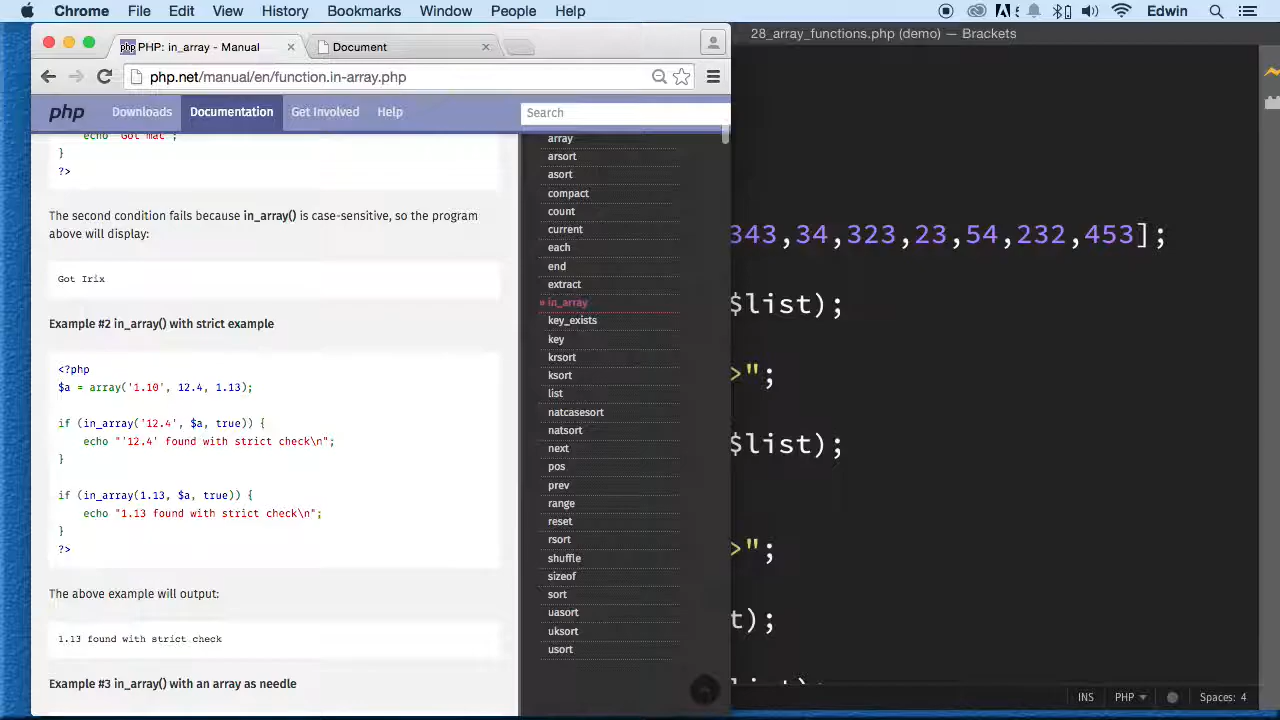 Chrome File Edit View History Bookmarks Window People Help Edwin
PHP: in_array - Manual
Document
28_array_functions.php (demo) — Brackets
php.net/manual/en/function.in-array.php
php Downloads Documentation Get Involved Help Search
echo "Got mac";
}
?>
The second condition fails because in_array() is case-sensitive, so the program
above will display:
Got Irix
Example #2 in_array() with strict example
<?php
$a = array('1.10', 12.4, 1.13);
if (in_array('12.4', $a, true)) {
echo "'12.4' found with strict check\n";
}
if (in_array(1.13, $a, true)) {
echo "1.13 found with strict check\n";
}
?>
The above example will output:
1.13 found with strict check
Example #3 in_array() with an array as needle
array
arsort
asort
compact
count
current
each
end
extract
» in_array
key_exists
key
krsort
ksort
list
natcasesort
natsort
next
pos
prev
range
reset
rsort
shuffle
sizeof
sort
uasort
uksort
usort
343,34,323,23,54,232,453];
$list);
>";
$list);
>";
t);
INS PHP Spaces: 4